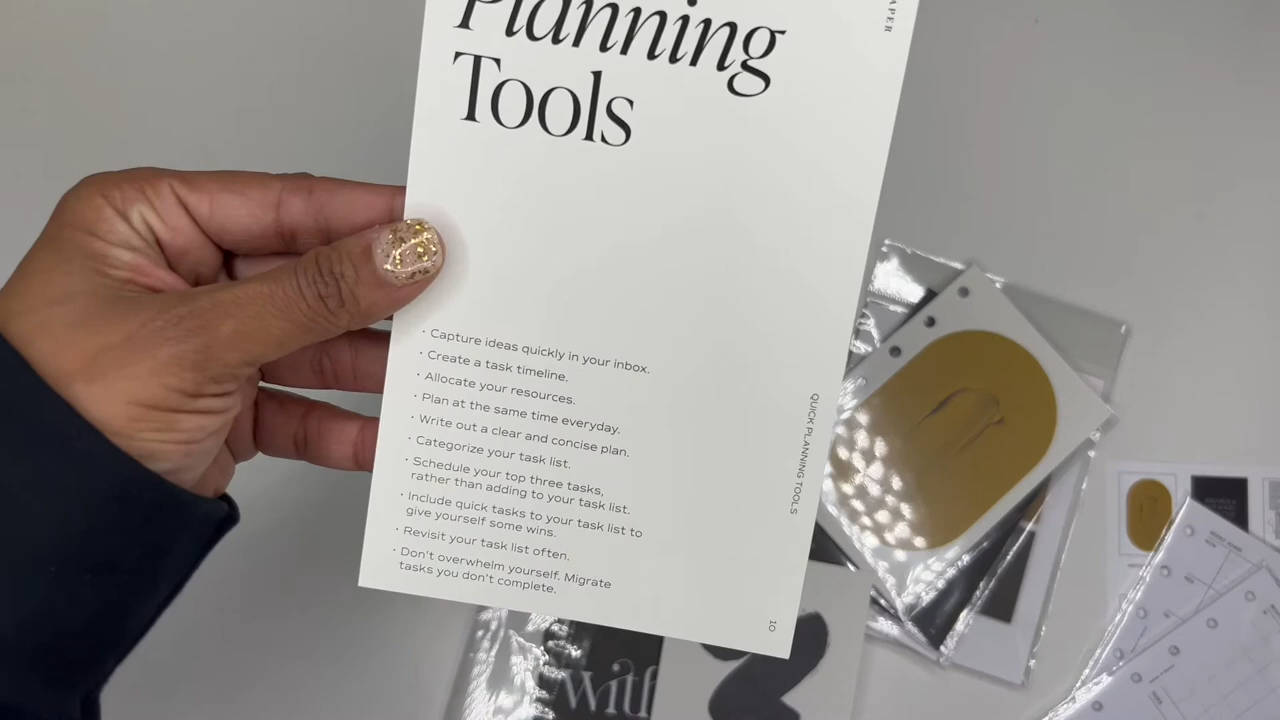 Planning
Tools
APER
· Capture ideas quickly in your inbox.
· Create a task timeline.
· Allocate your resources.
· Plan at the same time everyday.
· Write out a clear and concise plan.
· Categorize your task list.
· Schedule your top three tasks,
rather than adding to your task list.
· Include quick tasks to your task list to
give yourself some wins.
· Revisit your task list often.
· Don't overwhelm yourself. Migrate
tasks you don't complete.
QUICK PLANNING TOOLS
10
with